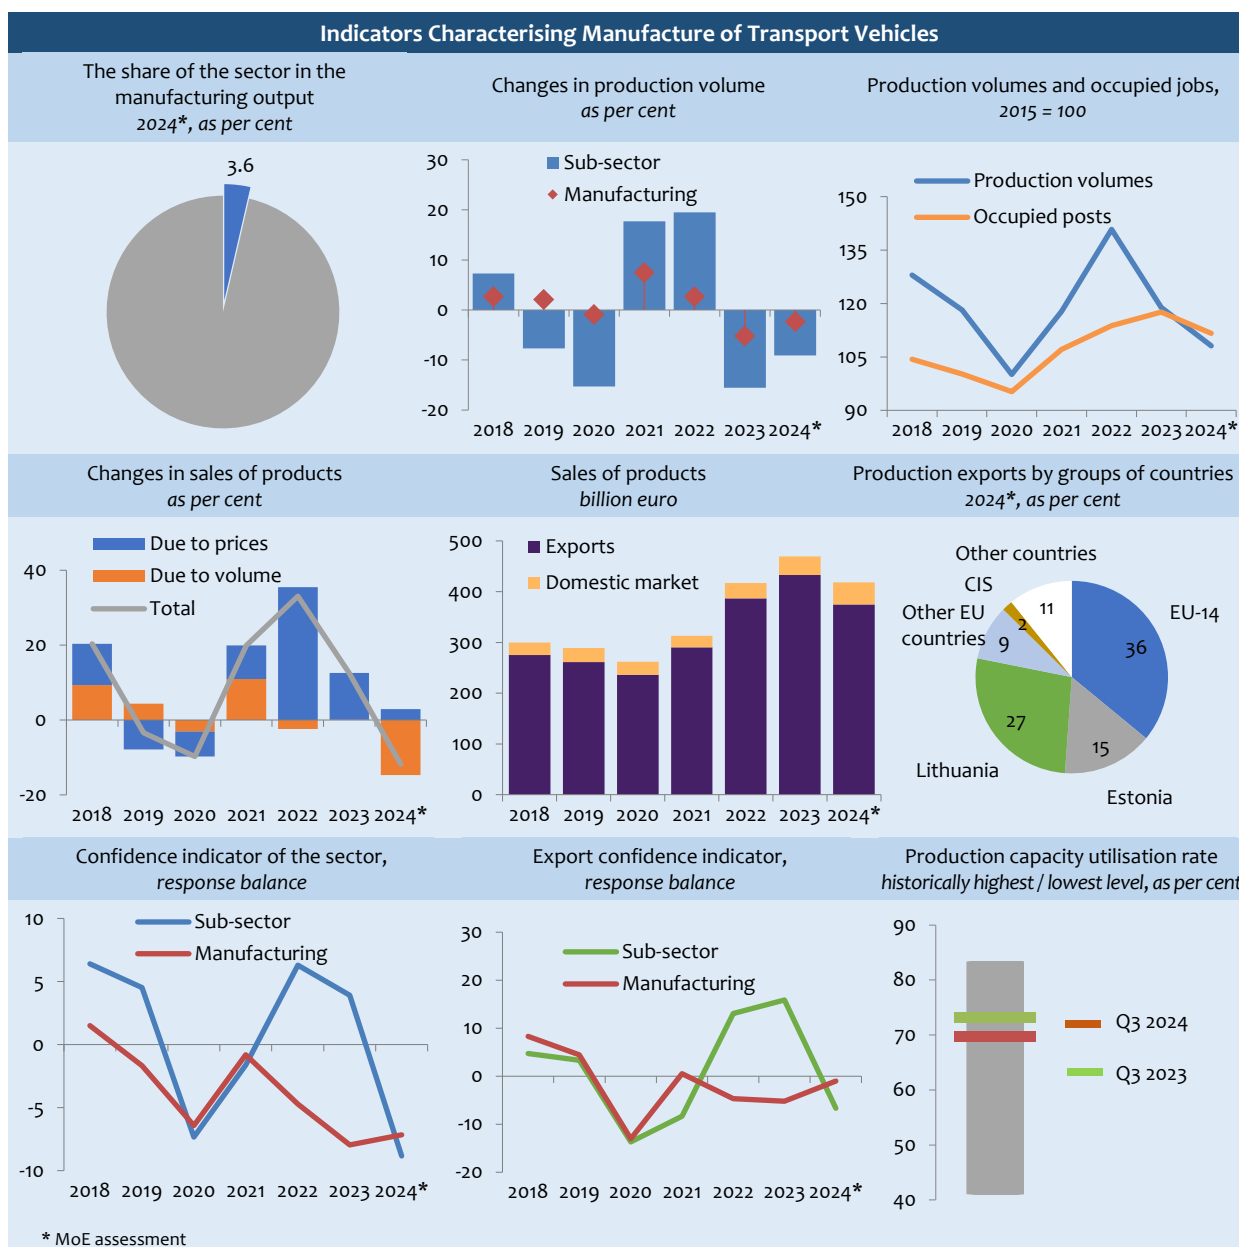 Indicators Characterising Manufacture of Transport Vehicles
The share of the sector in the
manufacturing output
2024*, as per cent
3.6
Changes in production volume
as per cent
Sub-sector
Manufacturing
30
20
10
0
-10
-20
2018 2019 2020 2021 2022 2023 2024*
Production volumes and occupied jobs,
2015 = 100
Production volumes
Occupied posts
150
135
120
105
90
2018 2019 2020 2021 2022 2023 2024*
Changes in sales of products
as per cent
Due to prices
Due to volume
Total
40
20
0
-20
2018 2019 2020 2021 2022 2023 2024*
Sales of products
billion euro
Exports
Domestic market
500
400
300
200
100
0
2018 2019 2020 2021 2022 2023 2024*
Production exports by groups of countries
2024*, as per cent
Other countries
CIS
Other EU
countries
EU-14
11
2
9
36
27
15
Lithuania
Estonia
Confidence indicator of the sector,
response balance
Sub-sector
Manufacturing
10
5
0
-5
-10
2018 2019 2020 2021 2022 2023 2024*
Export confidence indicator,
response balance
Sub-sector
Manufacturing
30
20
10
0
-10
-20
2018 2019 2020 2021 2022 2023 2024*
Production capacity utilisation rate
historically highest / lowest level, as per cent
90
80
70
60
50
40
Q3 2024
Q3 2023
* MoE assessment